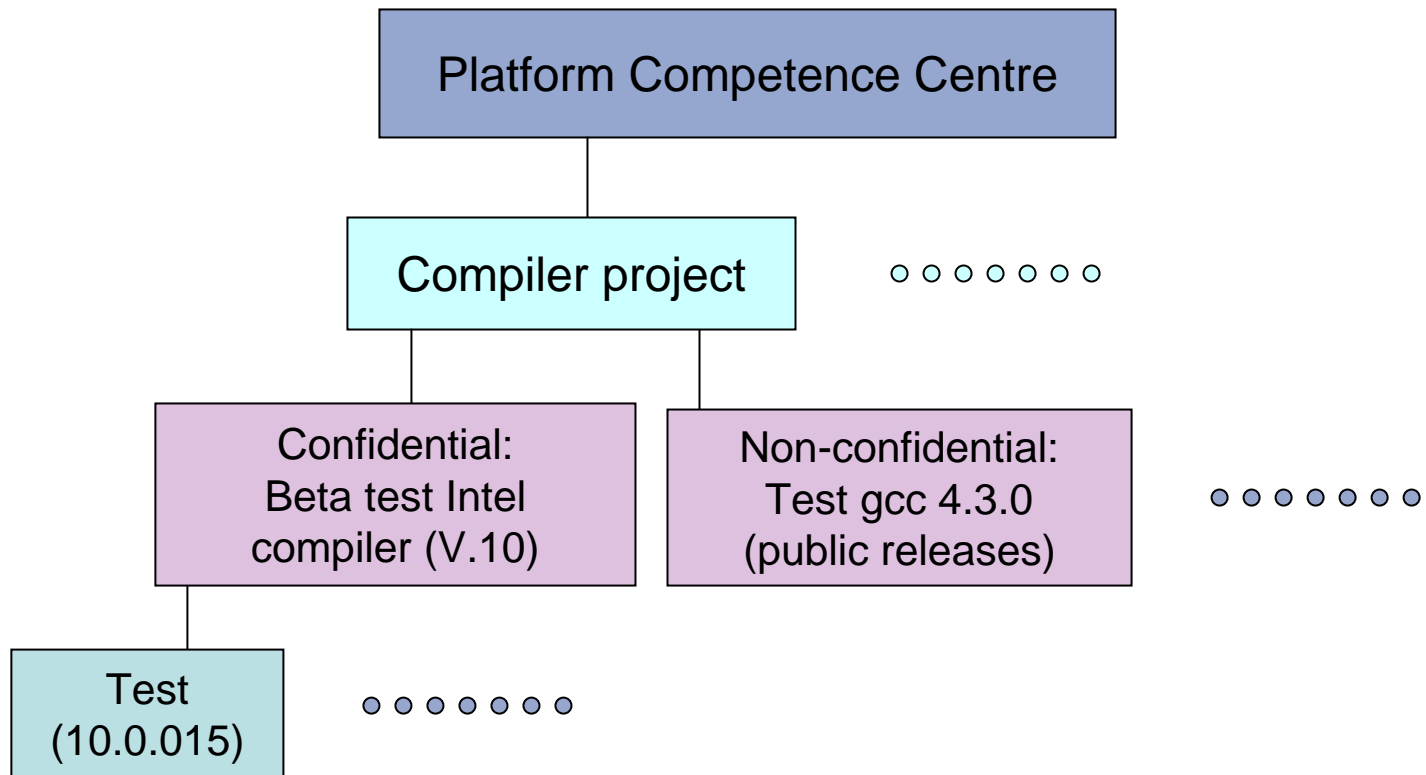 Platform Competence Centre
Compiler project
Confidential:
Beta test Intel
compiler (V.10)
Non-confidential:
Test gcc 4.3.0
(public releases)
Test
(10.0.015)